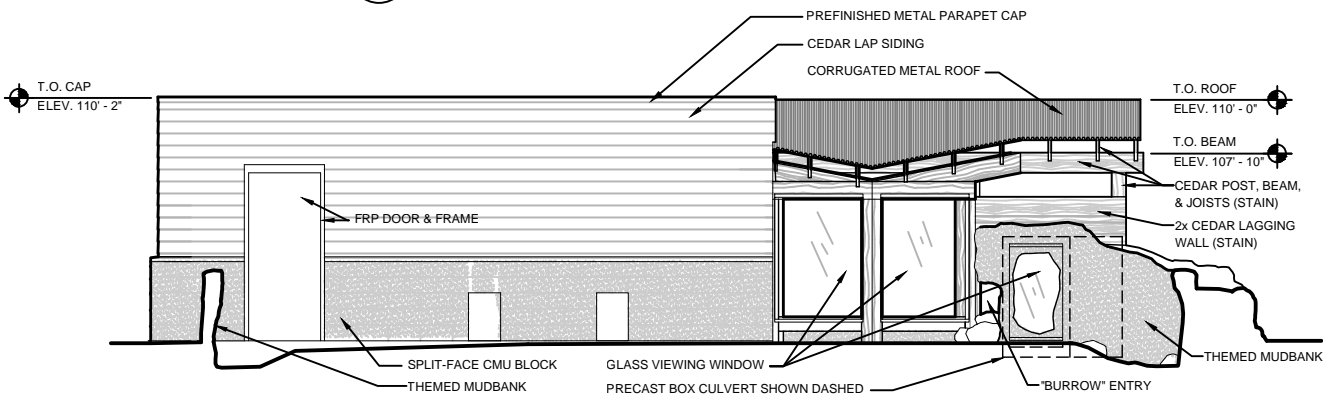 PREFINISHED METAL PARAPET CAP
CEDAR LAP SIDING
CORRUGATED METAL ROOF
T.O. CAP
ELEV. 110' - 2"
T.O. ROOF
ELEV. 110' - 0"
T.O. BEAM
ELEV. 107' - 10"
CEDAR POST, BEAM,
& JOISTS (STAIN)
FRP DOOR & FRAME
2x CEDAR LAGGING
WALL (STAIN)
SPLIT-FACE CMU BLOCK
GLASS VIEWING WINDOW
THEMED MUDBANK
THEMED MUDBANK
PRECAST BOX CULVERT SHOWN DASHED
"BURROW" ENTRY